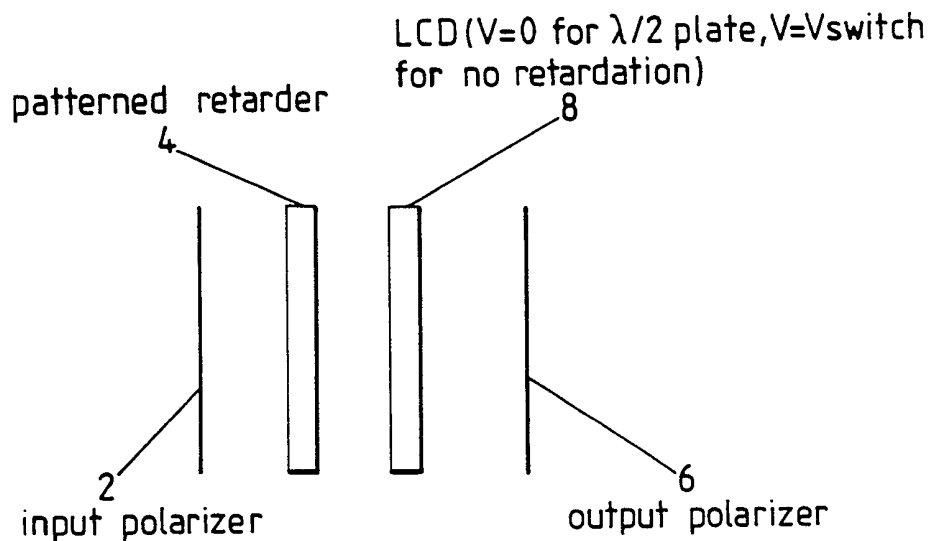 LCD(V=0 for λ/2 plate,V=Vswitch
for no retardation)
8
patterned retarder
4
2
input polarizer
6
output polarizer